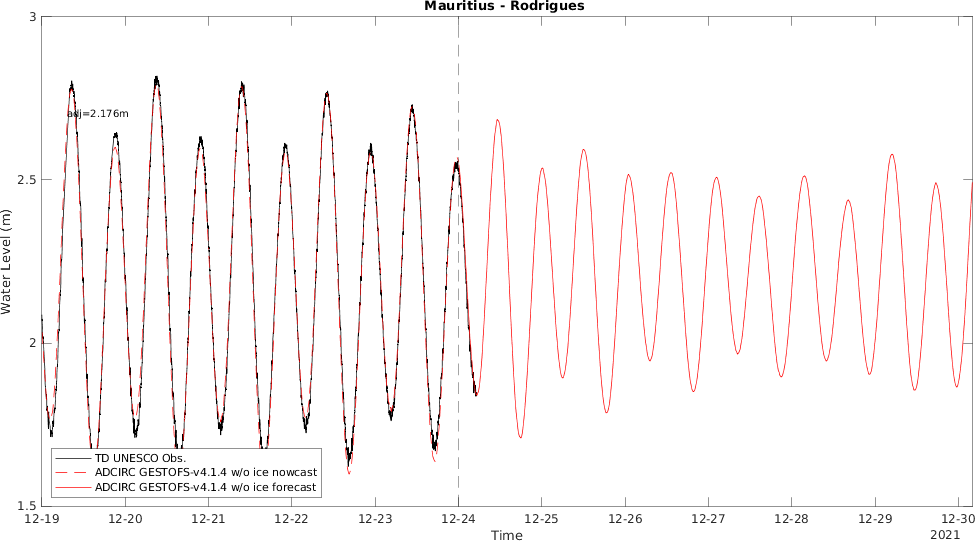 Mauritius - Rodrigues
3
adj=2.176m
2.5
Water Level (m)
2
TD UNESCO Obs.
ADCIRC GESTOFS-v4.1.4 w/o ice nowcast
ADCIRC GESTOFS-v4.1.4 w/o ice forecast
1.5
12-19 12-20 12-21 12-22 12-23 12-24 12-25 12-26 12-27 12-28 12-29 12-30
Time
2021